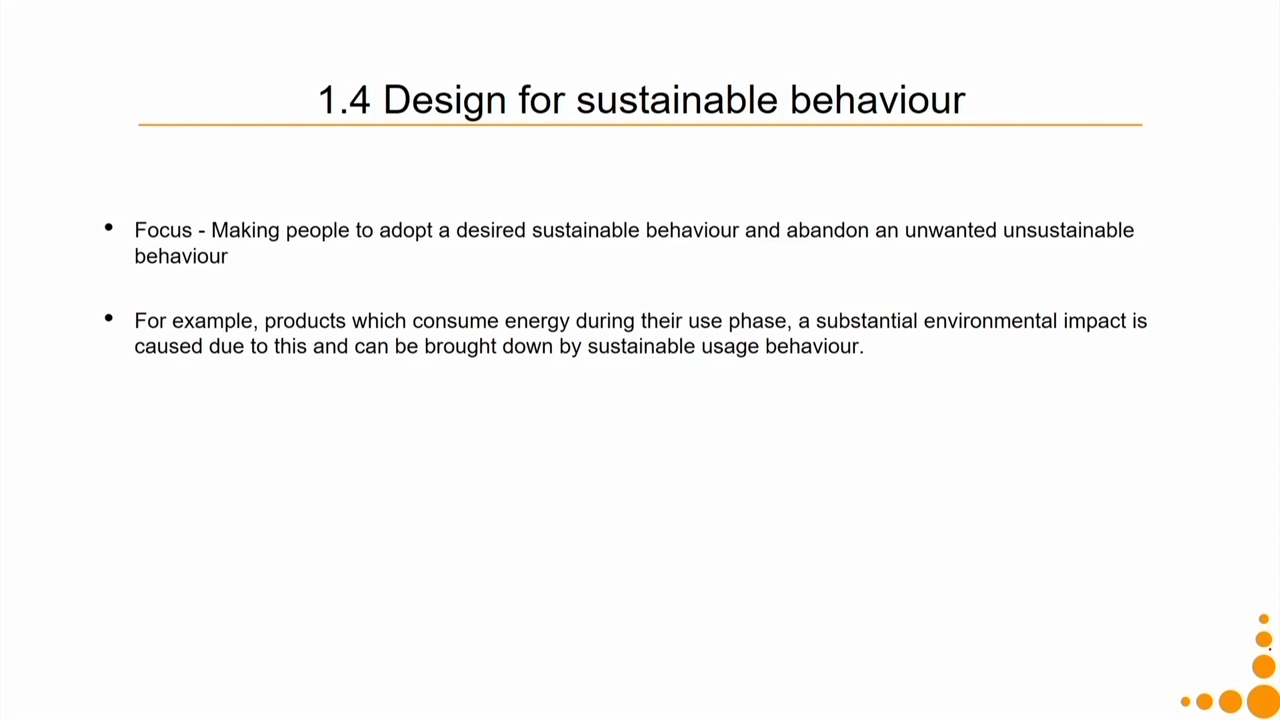 1.4 Design for sustainable behaviour
• Focus - Making people to adopt a desired sustainable behaviour and abandon an unwanted unsustainable
behaviour
• For example, products which consume energy during their use phase, a substantial environmental impact is
caused due to this and can be brought down by sustainable usage behaviour.